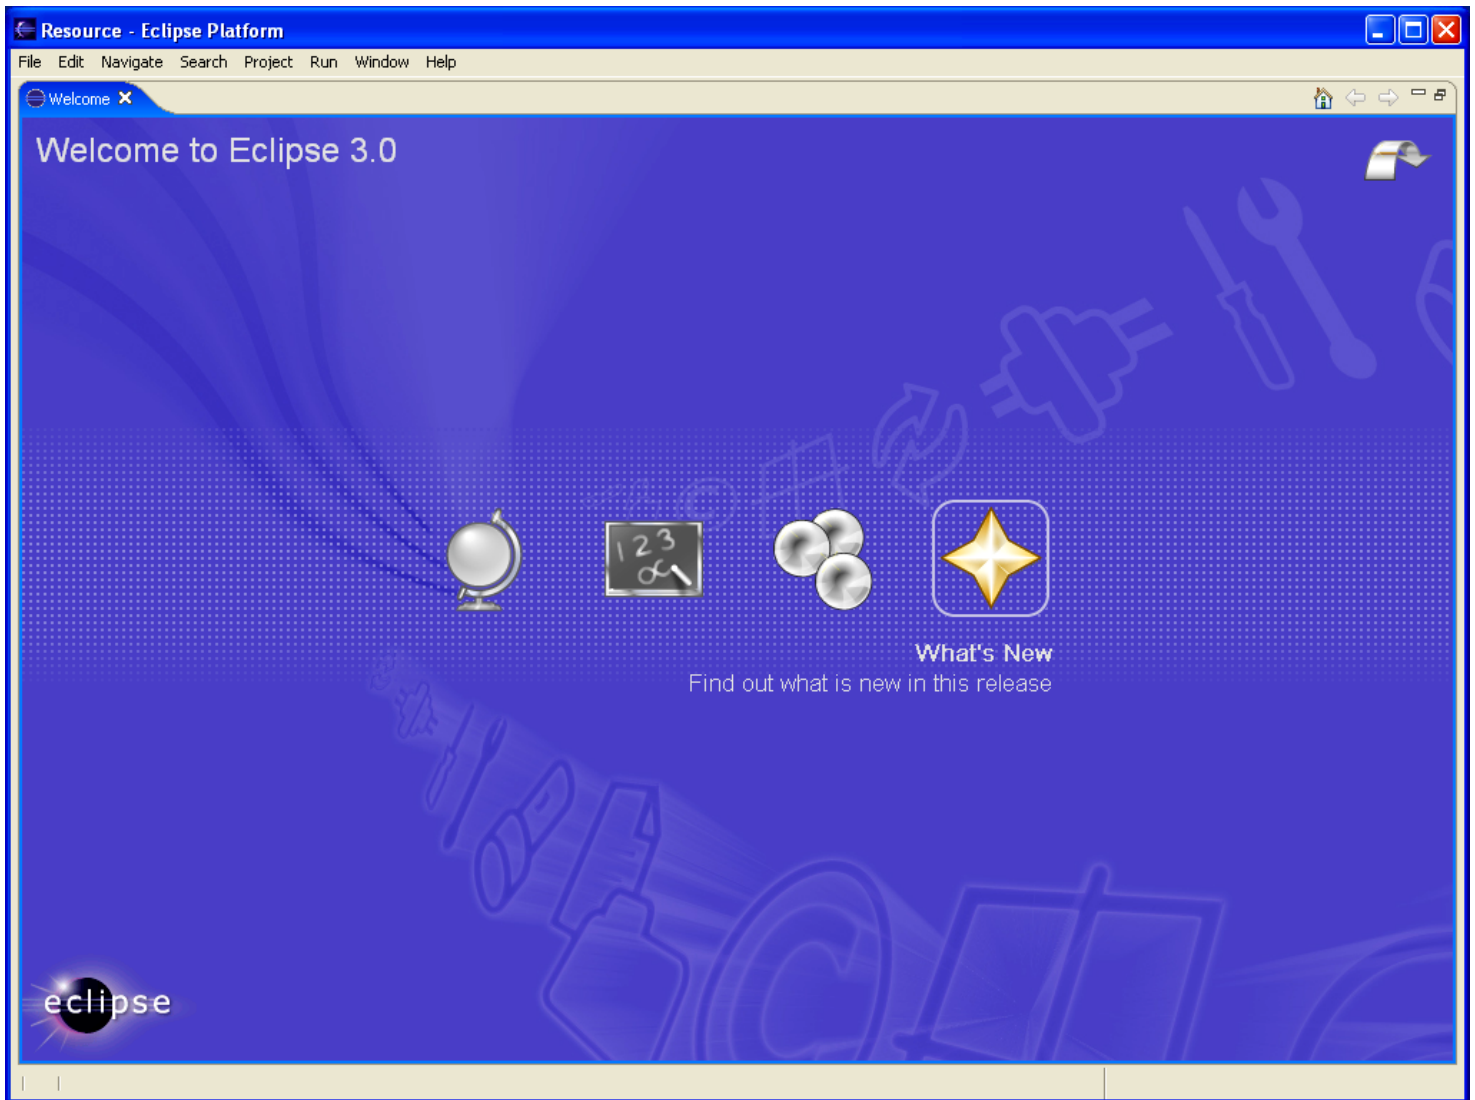 Resource - Eclipse Platform
File Edit Navigate Search Project Run Window Help
Welcome
Welcome to Eclipse 3.0
123
What's New
Find out what is new in this release
eclipse